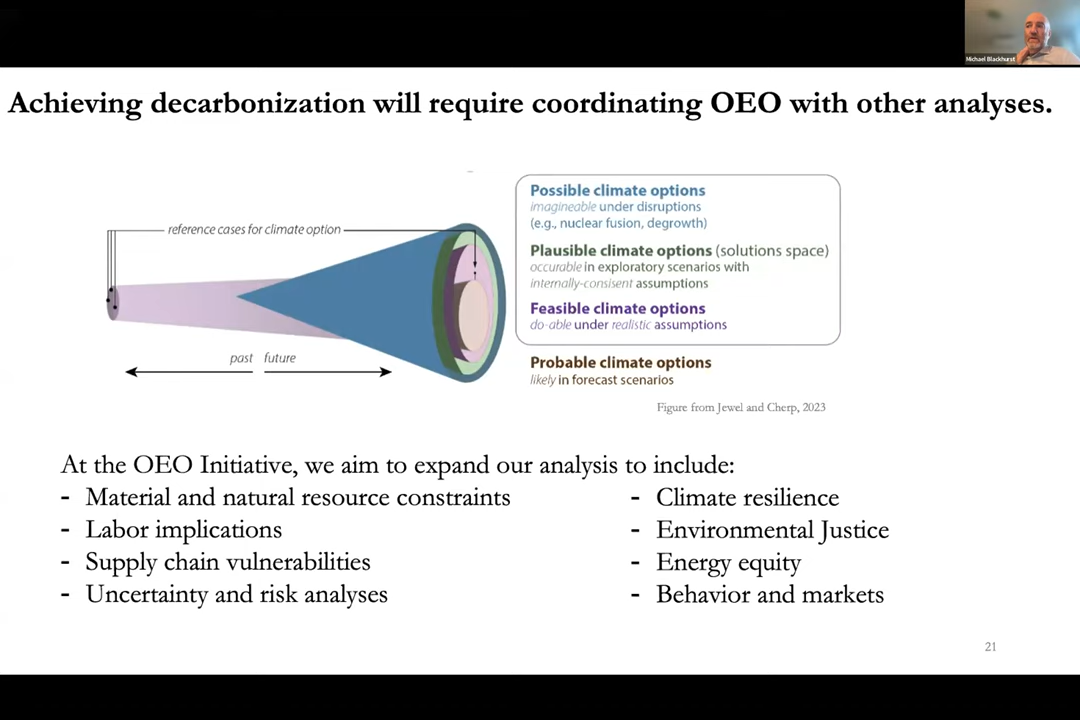 Michael Blackhurst
Achieving decarbonization will require coordinating OEO with other analyses.
reference cases for climate option
past future
Possible climate options
imagineable under disruptions
(e.g., nuclear fusion, degrowth)
Plausible climate options (solutions space)
occurable in exploratory scenarios with
internally-consisent assumptions
Feasible climate options
do-able under realistic assumptions
Probable climate options
likely in forecast scenarios
Figure from Jewel and Cherp, 2023
At the OEO Initiative, we aim to expand our analysis to include:
- Material and natural resource constraints
- Labor implications
- Supply chain vulnerabilities
- Uncertainty and risk analyses
- Climate resilience
- Environmental Justice
- Energy equity
- Behavior and markets
21